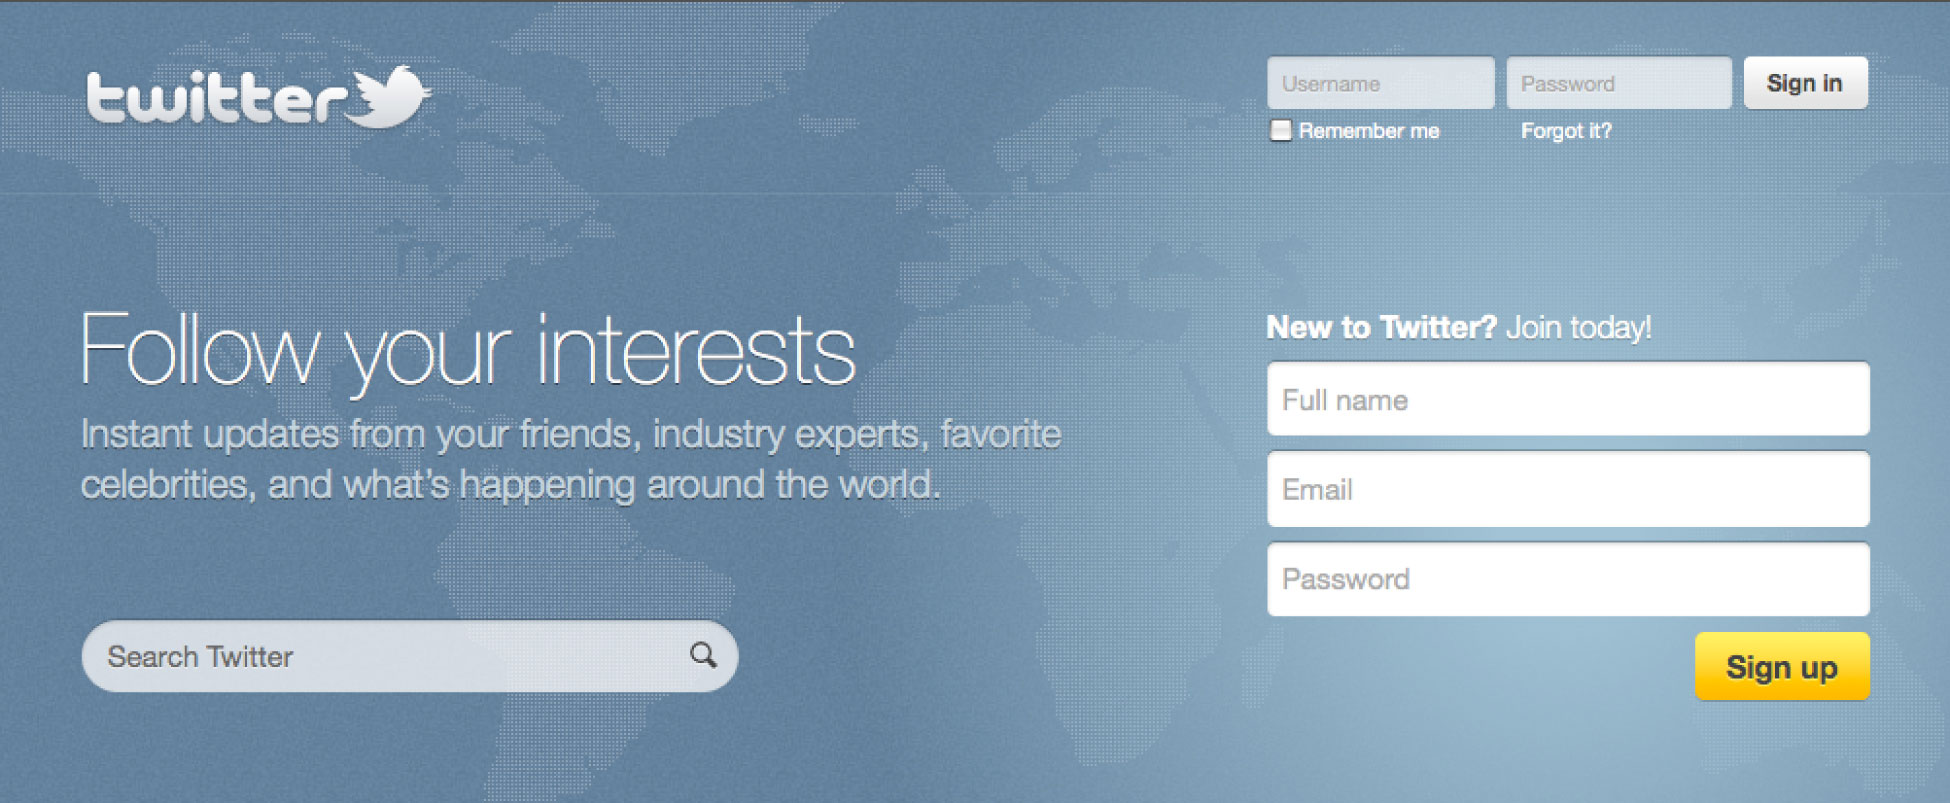 twitter
Username
Password
Sign in
Remember me
Forgot it?
Follow your interests
Instant updates from your friends, industry experts, favorite
celebrities, and what's happening around the world.
Search Twitter
New to Twitter? Join today!
Full name
Email
Password
Sign up